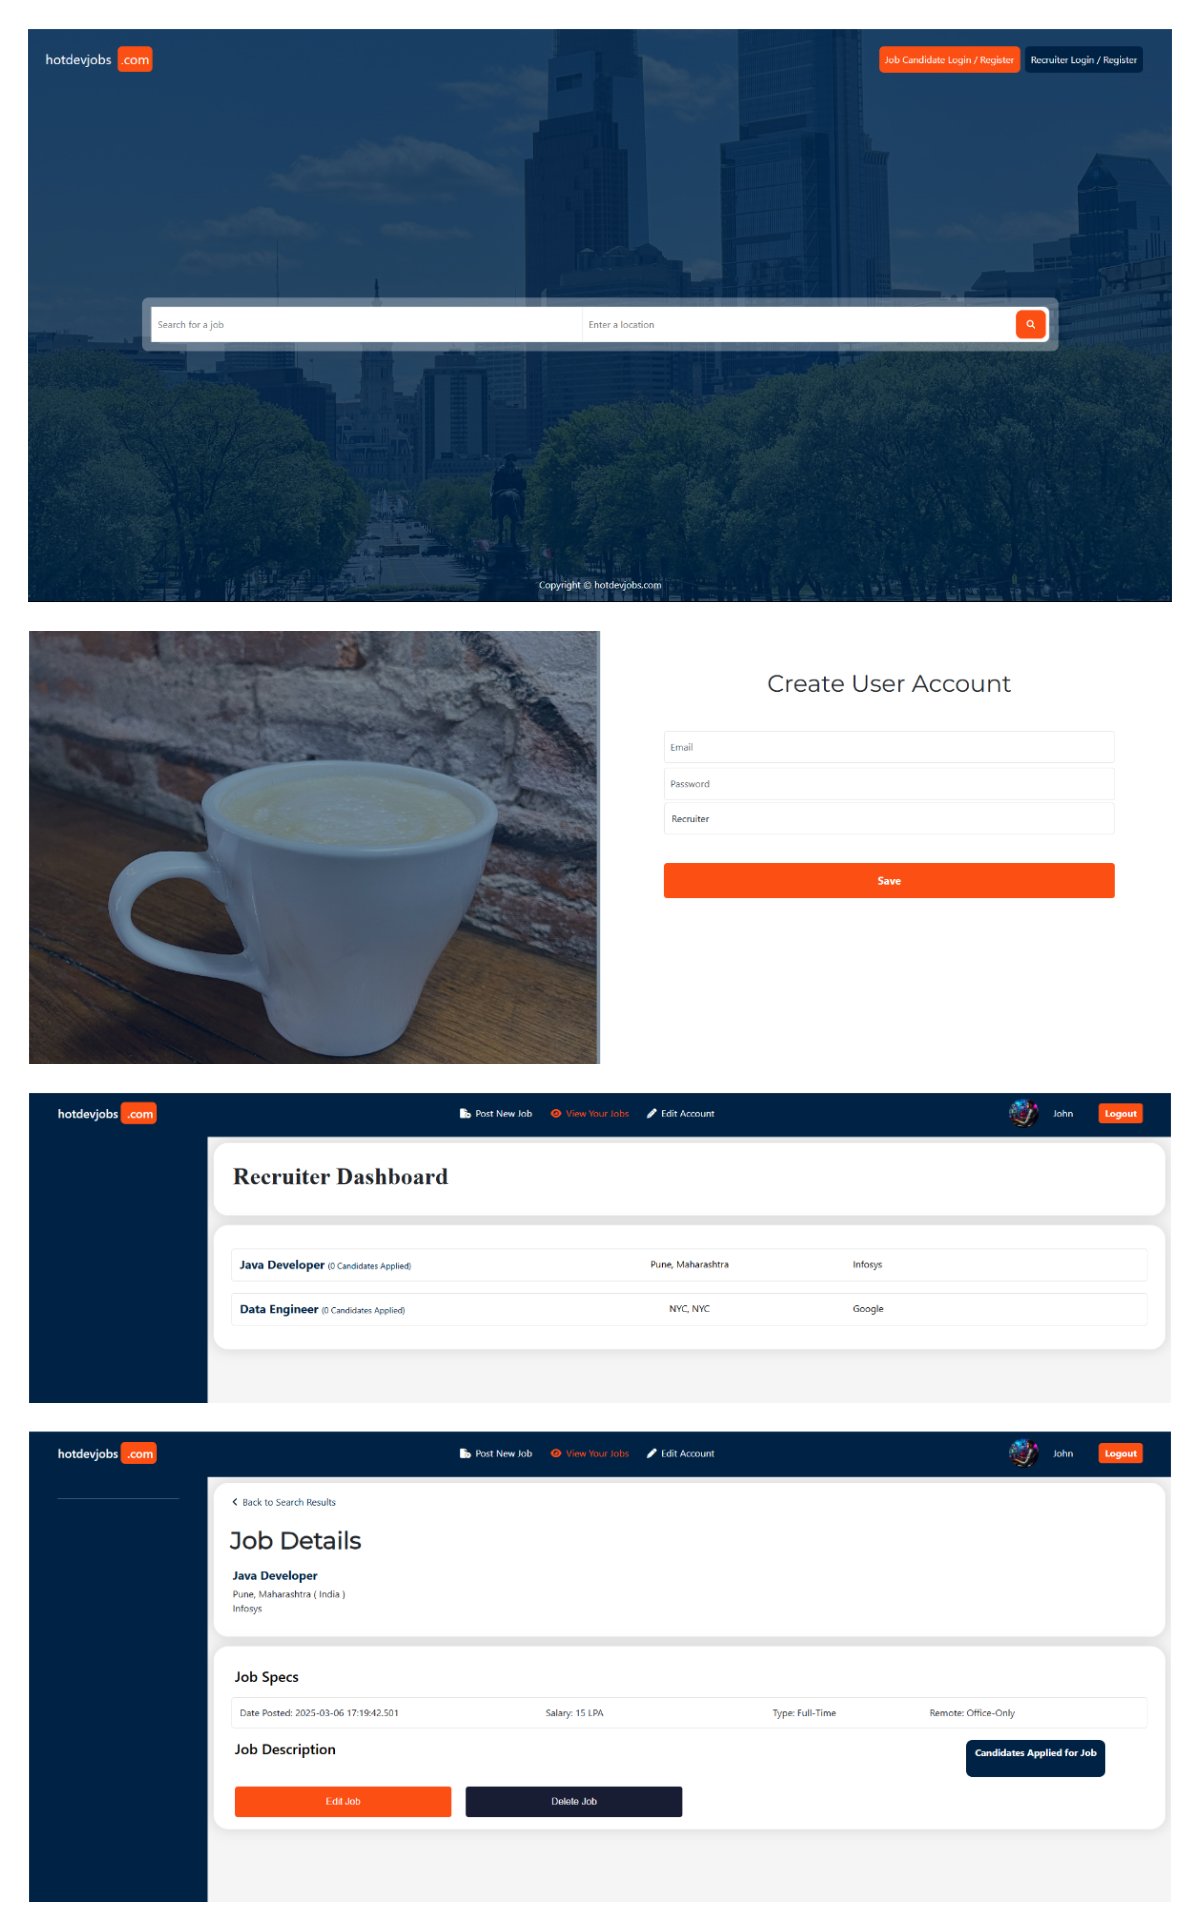 hotdevjobs .com
Job Candidate Login / Register
Recruiter Login / Register
Search for a job
Enter a location
Copyright © hotdevjobs.com
Create User Account
Email
Password
Recruiter
Save
hotdevjobs .com
Post New Job
View Your Jobs
Edit Account
John
Logout
Recruiter Dashboard
Java Developer (0 Candidates Applied)
Pune, Maharashtra
Infosys
Data Engineer (0 Candidates Applied)
NYC, NYC
Google
hotdevjobs .com
Post New Job
View Your Jobs
Edit Account
John
Logout
Back to Search Results
Job Details
Java Developer
Pune, Maharashtra ( India )
Infosys
Job Specs
Date Posted: 2025-03-06 17:19:42.501
Salary: 15 LPA
Type: Full-Time
Remote: Office-Only
Job Description
Candidates Applied for Job
Edit Job
Delete Job